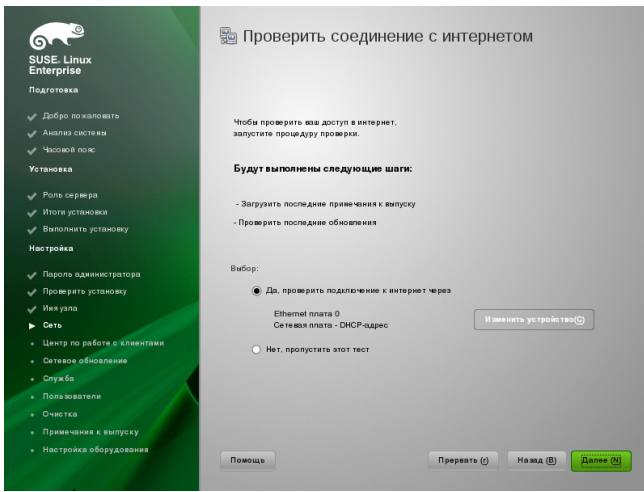 SUSE. Linux
Enterprise
Подготовка
Добро пожаловать
Анализ системы
Часовой пояс
Установка
Роль сервера
Итоги установки
Выполнить установку
Настройка
Пароль администратора
Проверить установку
Имя узла
Сеть
Центр по работе с клиентами
Сетевое обновление
Служба
Пользователи
Очистка
Примечания к выпуску
Настройка оборудования
Проверить соединение с интернетом
Чтобы проверить ваш доступ в интернет,
запустите процедуру проверки.
Будут выполнены следующие шаги:
- Загрузить последние примечания к выпуску
- Проверить последние обновления
Выбор:
Да, проверить подключение к интернет через
Ethernet плата 0
Сетевая плата - DHCP-адрес
Изменить устройство(C)
Нет, пропустить этот тест
Помощь
Прервать (r)
Назад (B)
Далее (N)